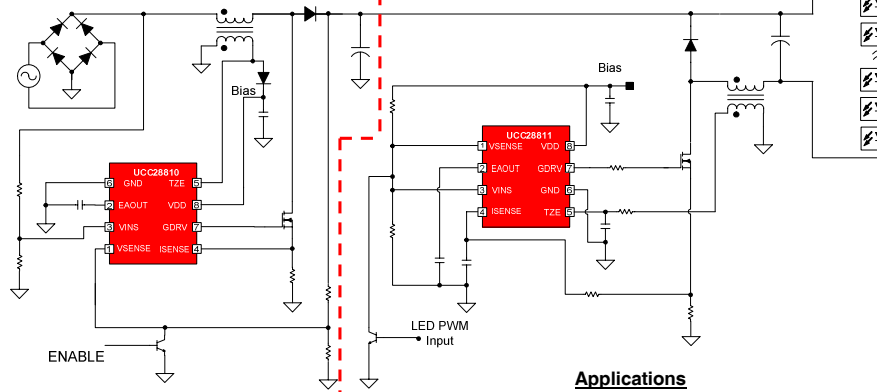 Bias
UCC28810
6 GND TZE 5
2 EAOUT VDD 8
3 VINS GDRV 7
1 VSENSE ISENSE 4
ENABLE
Bias
UCC28811
1 VSENSE VDD 8
2 EAOUT GDRV 7
3 VINS GND 6
4 ISENSE TZE 5
LED PWM
Input
Applications